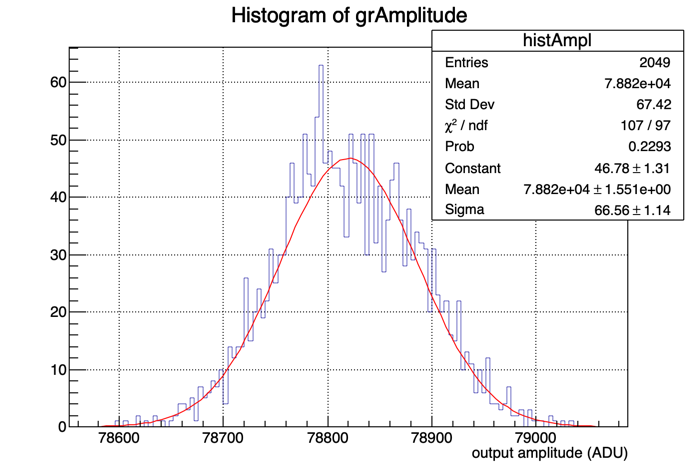 Histogram of grAmplitude
histAmpl
Entries 2049
Mean 7.882e+04
Std Dev 67.42
χ² / ndf 107 / 97
Prob 0.2293
Constant 46.78 ± 1.31
Mean 7.882e+04 ± 1.551e+00
Sigma 66.56 ± 1.14
60
50
40
30
20
10
0
78600 78700 78800 78900 79000
output amplitude (ADU)